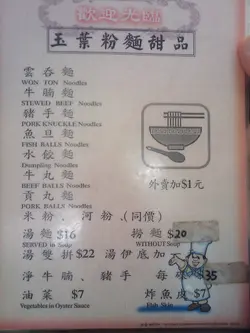 歡迎光臨
玉葉粉麵甜品
雲吞麵
WON TON Noodles
牛腩麵
STEWED BEEF Noodles
豬手麵
PORK KNUCKLE Noodles
魚旦麵
FISH BALLS Noodles
水餃麵
Dumpling Noodles
牛丸麵
BEEF BALLS Noodles
貢丸麵
PORK BALLS Noodles
外賣加$1元
米粉、河粉、(同價)
湯麵 $16 撈麵 $20
SERVED in Soup WITHOUT Soup
湯雙拼 $22 湯伊底加
淨牛腩、豬手 每 $35
油菜 $7 炸魚皮 $7
Vegetables in Oyster Sauce Fish Skin